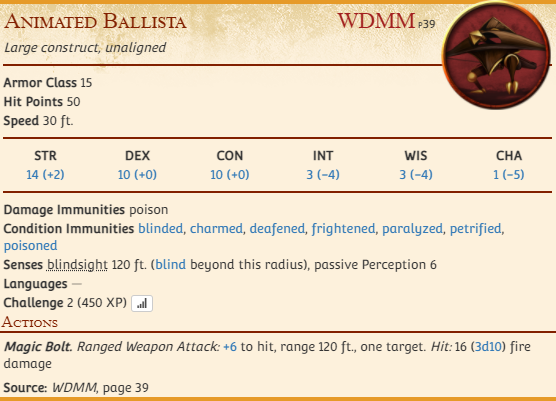 Animated Ballista WDMM p39
Large construct, unaligned
Armor Class 15
Hit Points 50
Speed 30 ft.
STR DEX CON INT WIS CHA
14 (+2) 10 (+0) 10 (+0) 3 (−4) 3 (−4) 1 (−5)
Damage Immunities poison
Condition Immunities blinded, charmed, deafened, frightened, paralyzed, petrified,
poisoned
Senses blindsight 120 ft. (blind beyond this radius), passive Perception 6
Languages —
Challenge 2 (450 XP)
Actions
Magic Bolt. Ranged Weapon Attack: +6 to hit, range 120 ft., one target. Hit: 16 (3d10) fire
damage
Source: WDMM, page 39